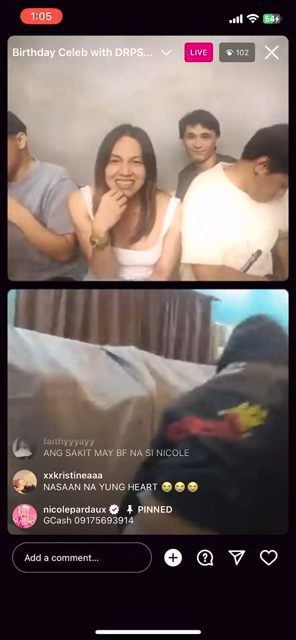 1:05
54
Birthday Celeb with DRPS...
LIVE
102
faithyyyayy
ANG SAKIT MAY BF NA SI NICOLE
xxkristineaaa
NASAAN NA YUNG HEART 😭😭😭
nicolepardaux PINNED
GCash 09175693914
Add a comment...